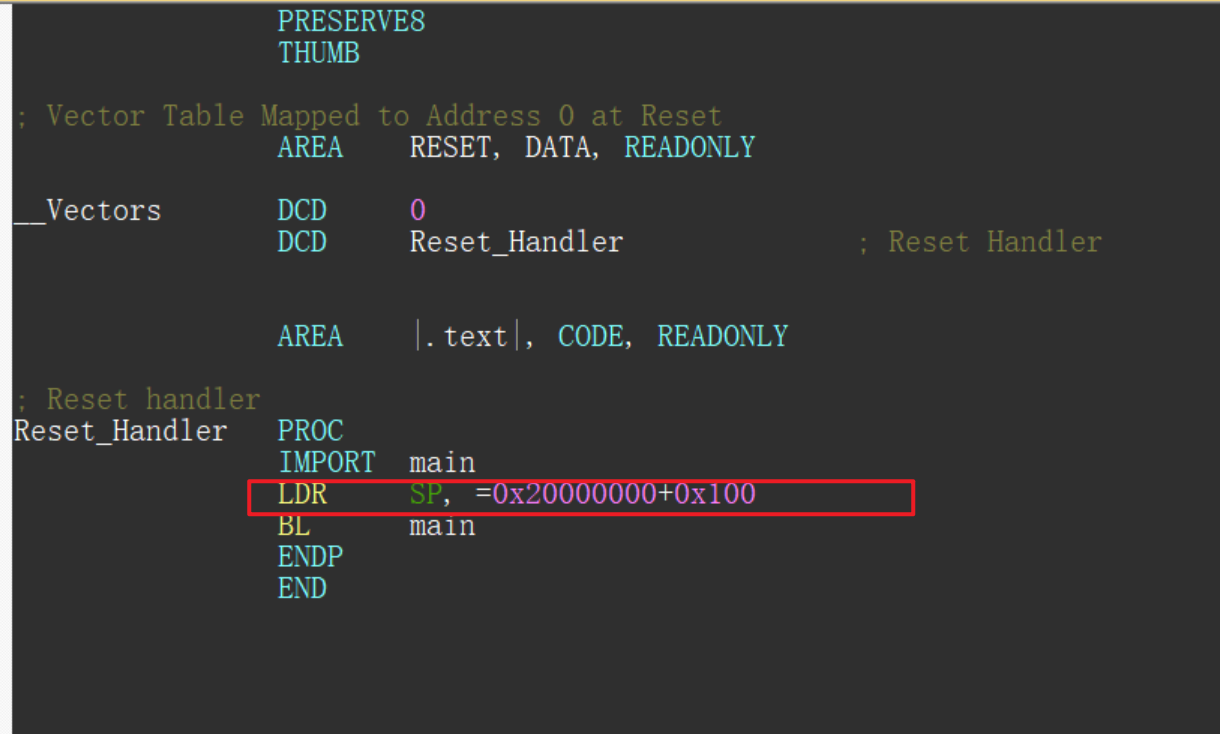 PRESERVE8
THUMB
; Vector Table Mapped to Address 0 at Reset
AREA    RESET, DATA, READONLY
__Vectors       DCD     0
DCD     Reset_Handler              ; Reset Handler
AREA    |.text|, CODE, READONLY
; Reset handler
Reset_Handler   PROC
IMPORT  main
LDR     SP, =0x20000000+0x100
BL      main
ENDP
END